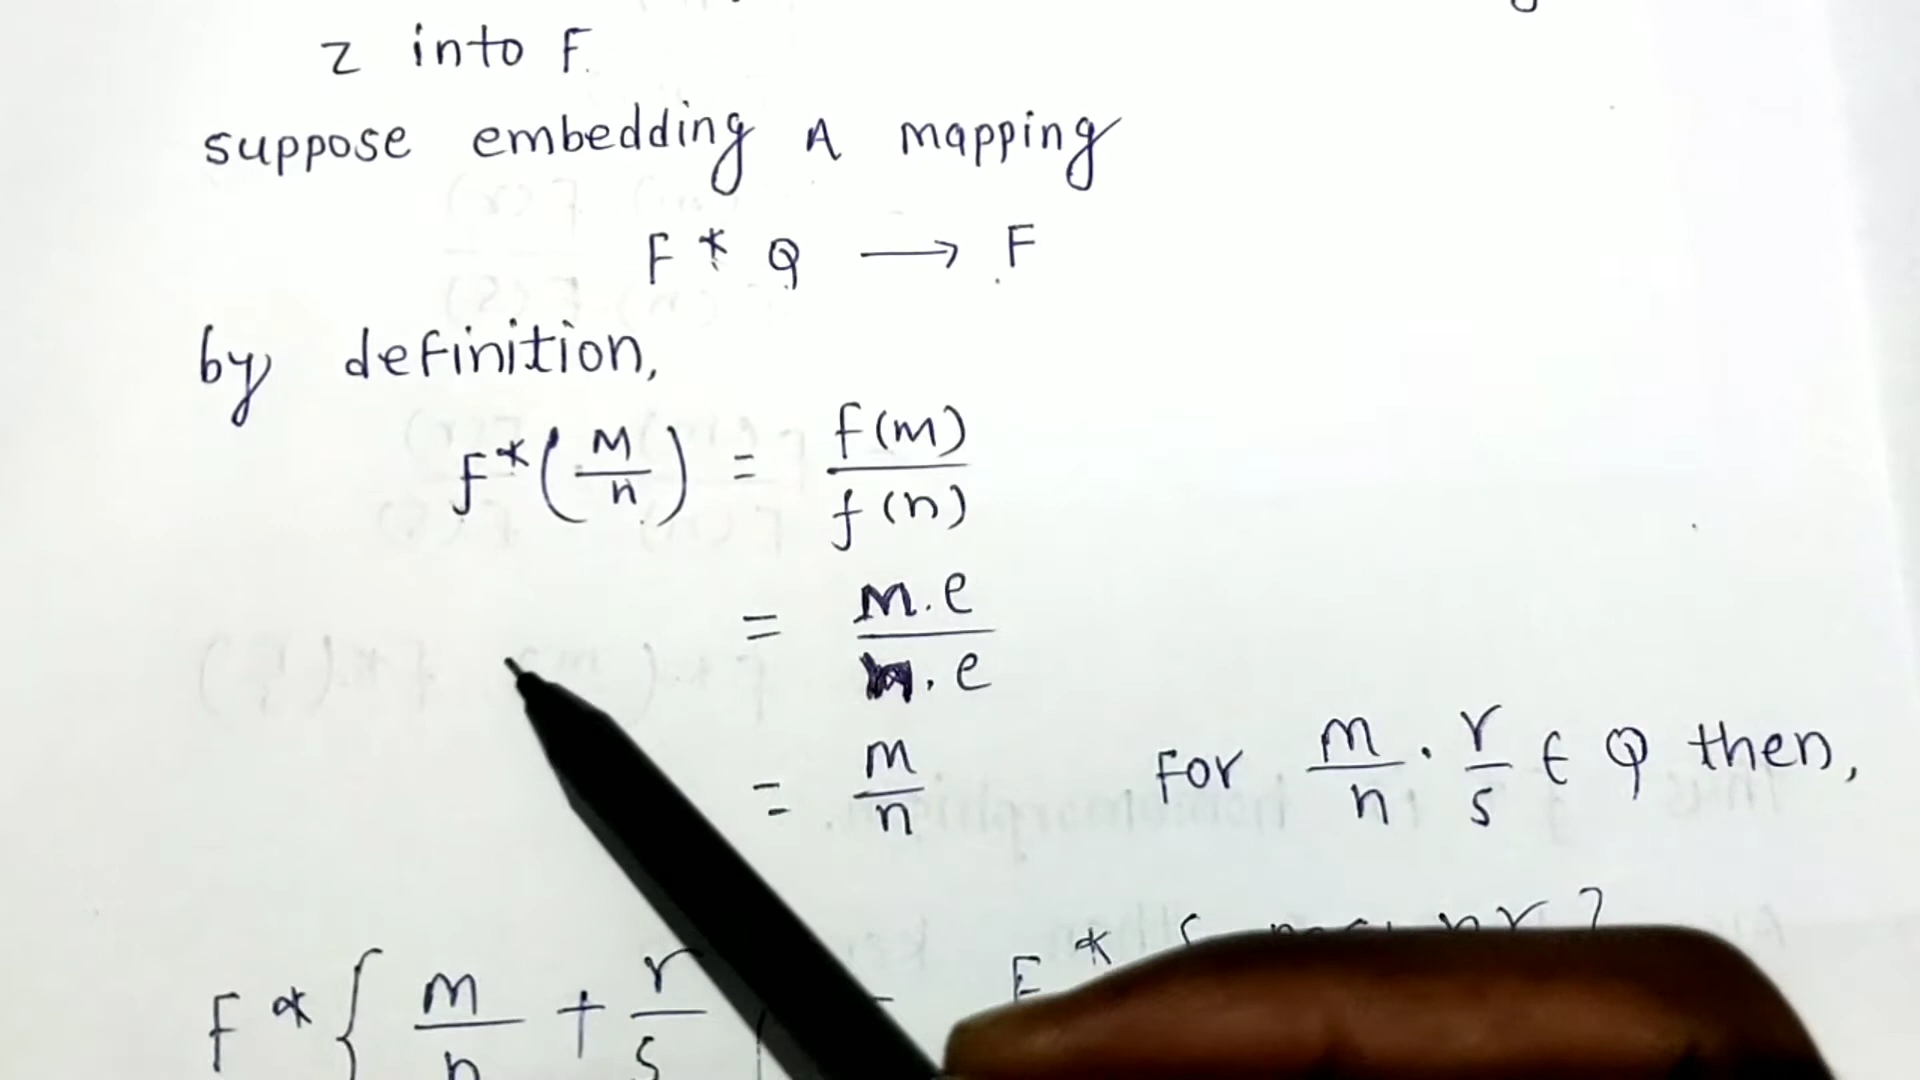 z into F
suppose embedding A mapping
F * Q ⟶ F
by definition,
F*(M/n) = f(m)/f(n)
= m.e/n.e
= m/n For m/n . r/s ∈ Q then,
F* { m/n + r/s
F*